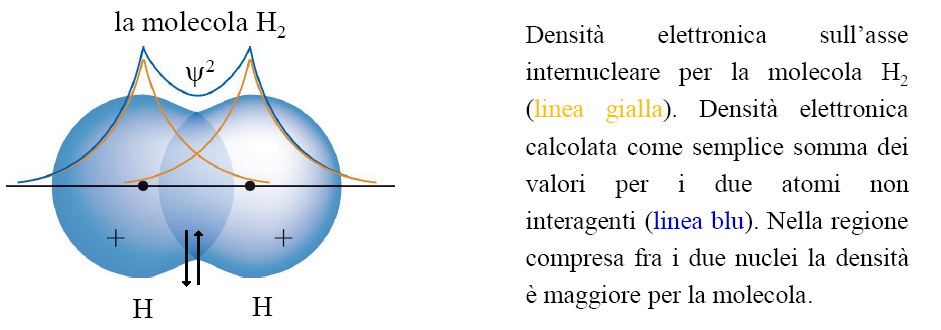 la molecola H₂
ψ²
+ +
H H
Densità elettronica sull’asse
internucleare per la molecola H₂
(linea gialla). Densità elettronica
calcolata come semplice somma dei
valori per i due atomi non
interagenti (linea blu). Nella regione
compresa fra i due nuclei la densità
è maggiore per la molecola.